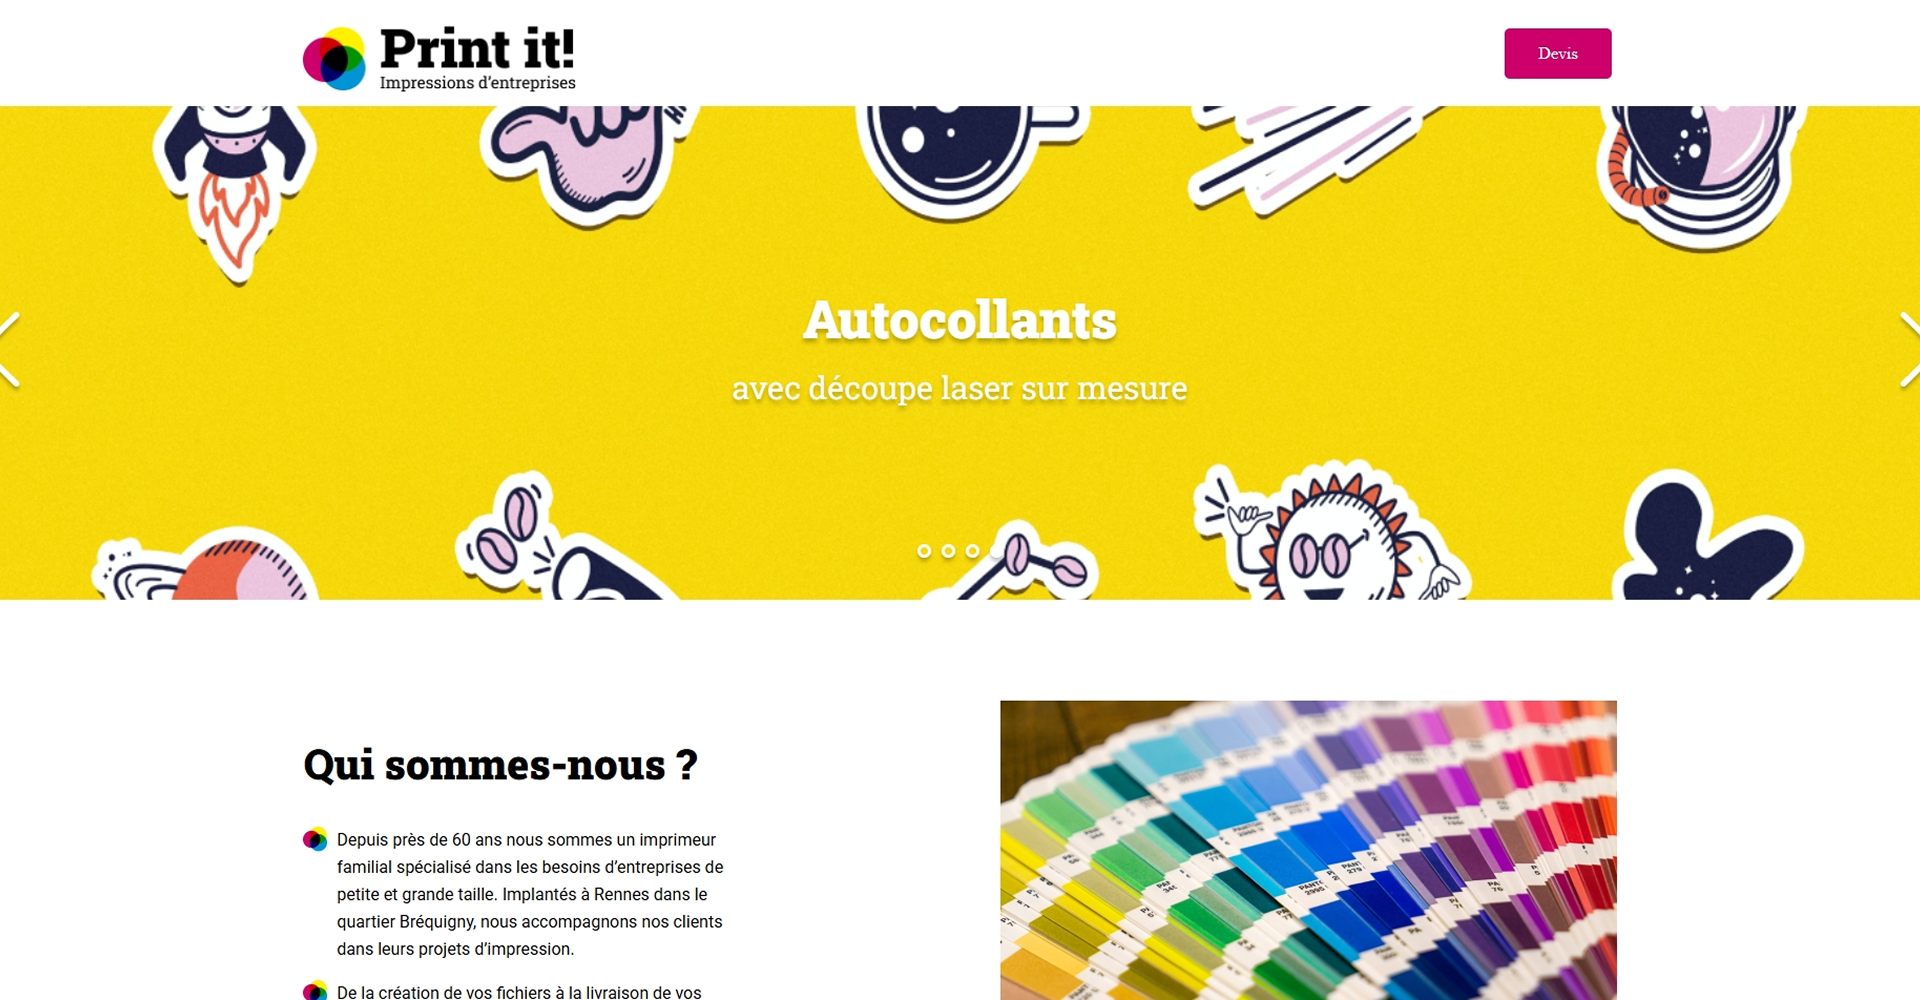 Print it!
Impressions d'entreprises
Devis
Autocollants
avec découpe laser sur mesure
Qui sommes-nous ?
Depuis près de 60 ans nous sommes un imprimeur
familial spécialisé dans les besoins d’entreprises de
petite et grande taille. Implantés à Rennes dans le
quartier Bréquigny, nous accompagnons nos clients
dans leurs projets d’impression.
De la création de vos fichiers à la livraison de vos